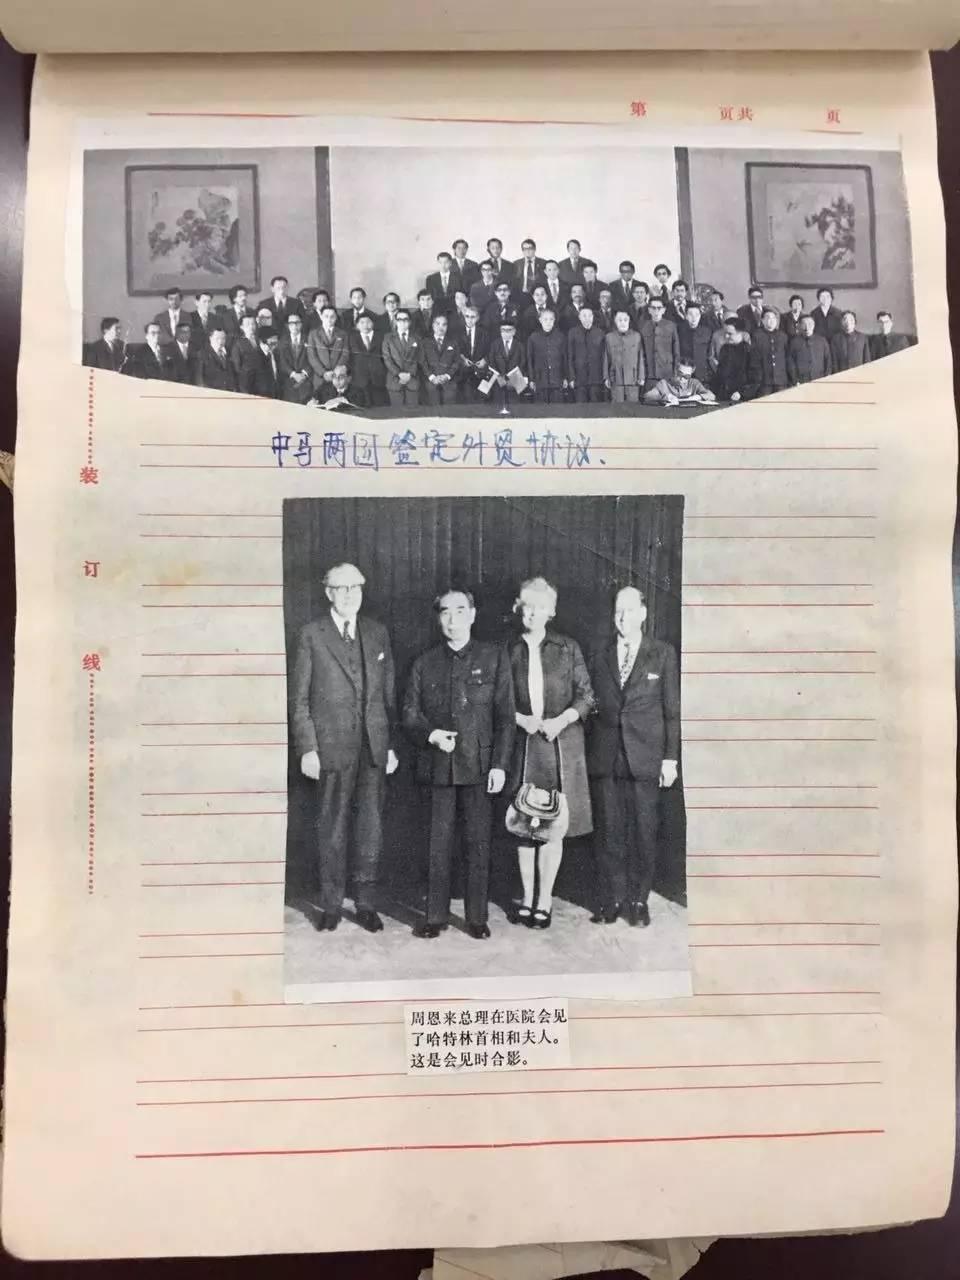 第 页共 页
中马两国签定外贸协议、
装
订
线
周恩来总理在医院会见
了哈特林首相和夫人。
这是会见时合影。